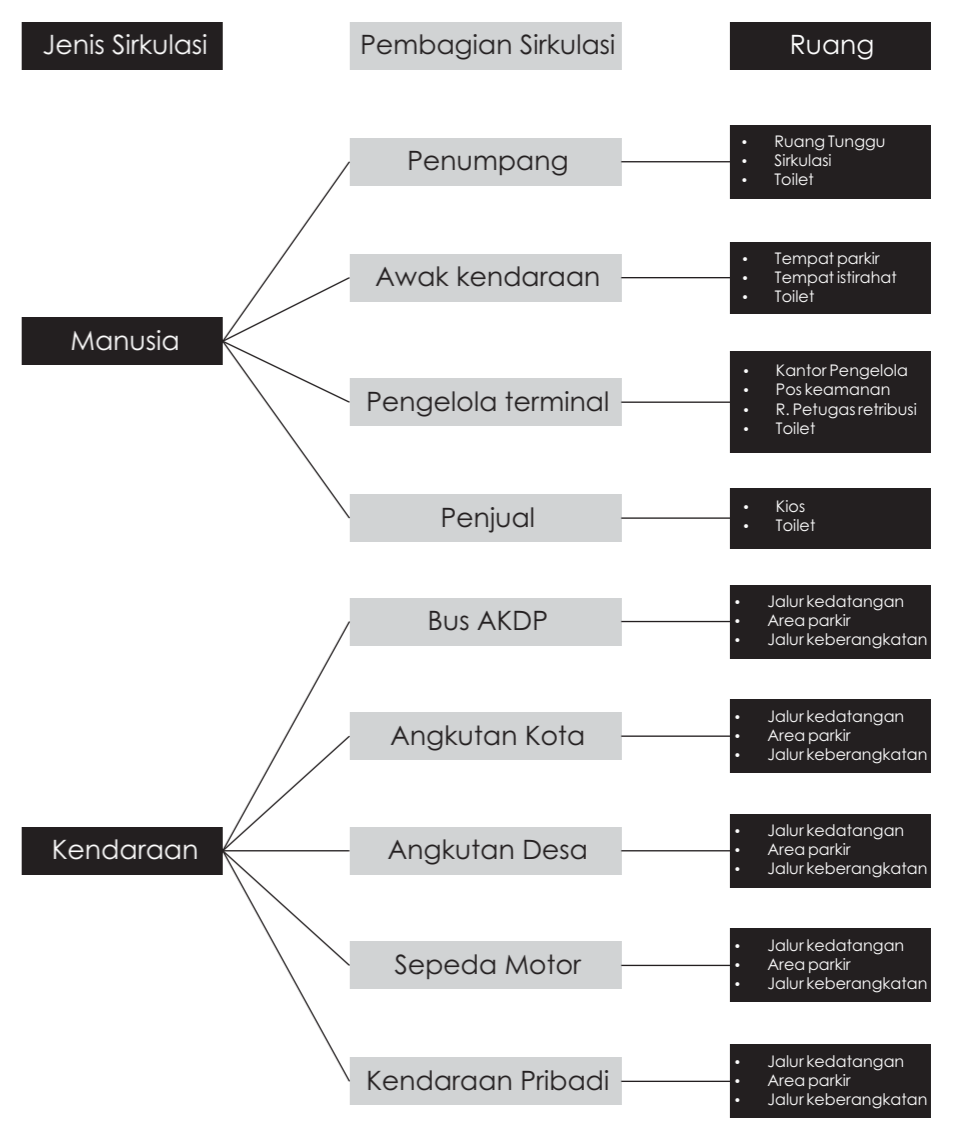 Jenis Sirkulasi
Pembagian Sirkulasi
Ruang
Manusia
Penumpang
• Ruang Tunggu
• Sirkulasi
• Toilet
Awak kendaraan
• Tempat parkir
• Tempat istirahat
• Toilet
Pengelola terminal
• Kantor Pengelola
• Pos keamanan
• R. Petugas retribusi
• Toilet
Penjual
• Kios
• Toilet
Kendaraan
Bus AKDP
• Jalur kedatangan
• Area parkir
• Jalur keberangkatan
Angkutan Kota
• Jalur kedatangan
• Area parkir
• Jalur keberangkatan
Angkutan Desa
• Jalur kedatangan
• Area parkir
• Jalur keberangkatan
Sepeda Motor
• Jalur kedatangan
• Area parkir
• Jalur keberangkatan
Kendaraan Pribadi
• Jalur kedatangan
• Area parkir
• Jalur keberangkatan